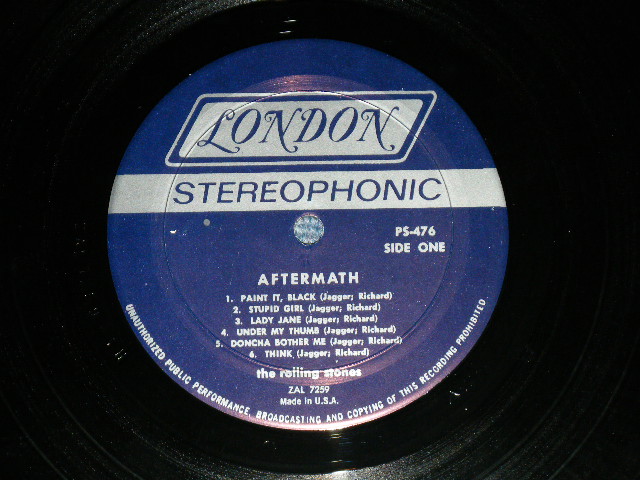 LONDON
STEREOPHONIC
PS-476
SIDE ONE
AFTERMATH
1. PAINT IT, BLACK (Jagger; Richard)
2. STUPID GIRL (Jagger; Richard)
3. LADY JANE (Jagger; Richard)
4. UNDER MY THUMB (Jagger; Richard)
5. DONCHA BOTHER ME (Jagger; Richard)
6. THINK (Jagger; Richard)
the rolling stones
ZAL 7259
Made in U.S.A.
UNAUTHORIZED PUBLIC PERFORMANCE, BROADCASTING AND COPYING OF THIS RECORDING PROHIBITED